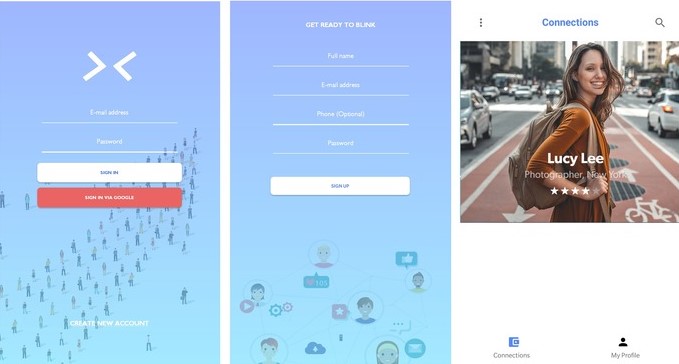 E-mail address
Password
SIGN IN
SIGN IN VIA GOOGLE
CREATE NEW ACCOUNT
GET READY TO BLINK
Full name
E-mail address
Phone (Optional)
Password
SIGN UP
105
Connections
Lucy Lee
Photographer, New York
Connections
My Profile